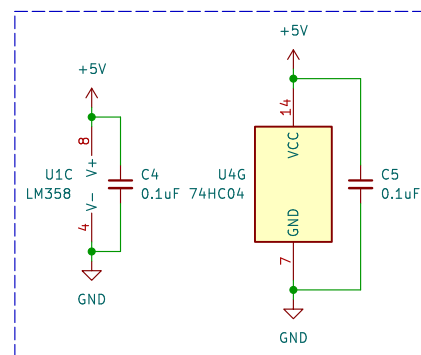 +5V
+5V
8
14
V+
VCC
U1C
LM358
C4
0.1uF
U4G
74HC04
C5
0.1uF
V-
GND
4
7
GND
GND